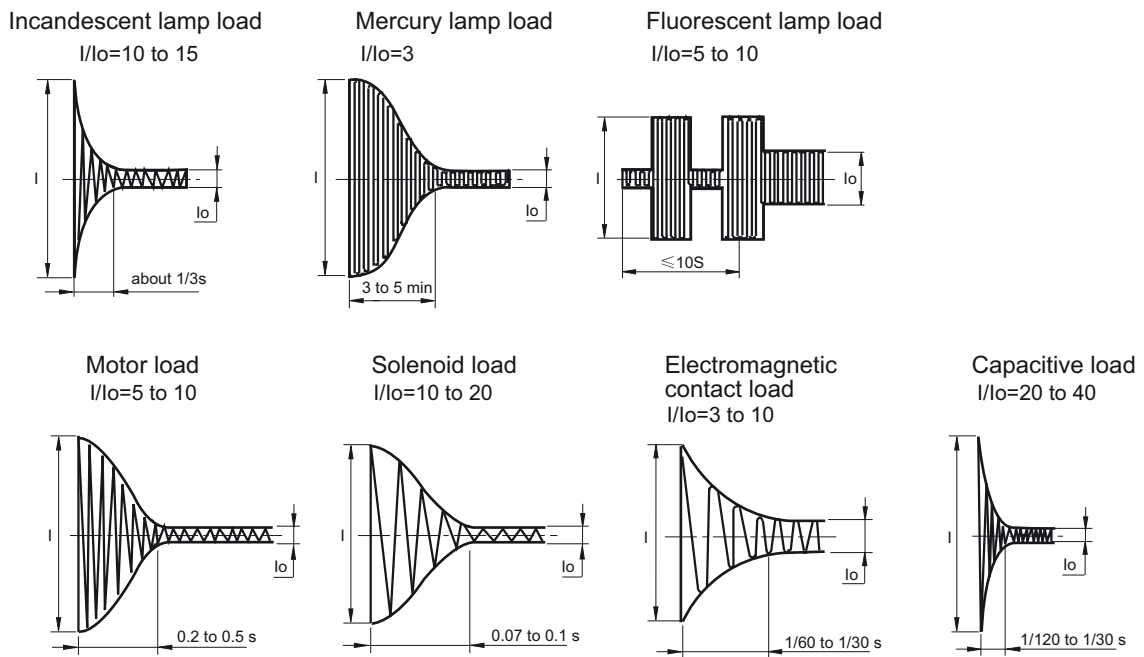 Incandescent lamp load
I/Io=10 to 15
I
Io
about 1/3s
Mercury lamp load
I/Io=3
I
Io
3 to 5 min
Fluorescent lamp load
I/Io=5 to 10
I
Io
≤10S
Motor load
I/Io=5 to 10
I
Io
0.2 to 0.5 s
Solenoid load
I/Io=10 to 20
I
Io
0.07 to 0.1 s
Electromagnetic
contact load
I/Io=3 to 10
I
Io
1/60 to 1/30 s
Capacitive load
I/Io=20 to 40
I
Io
1/120 to 1/30 s